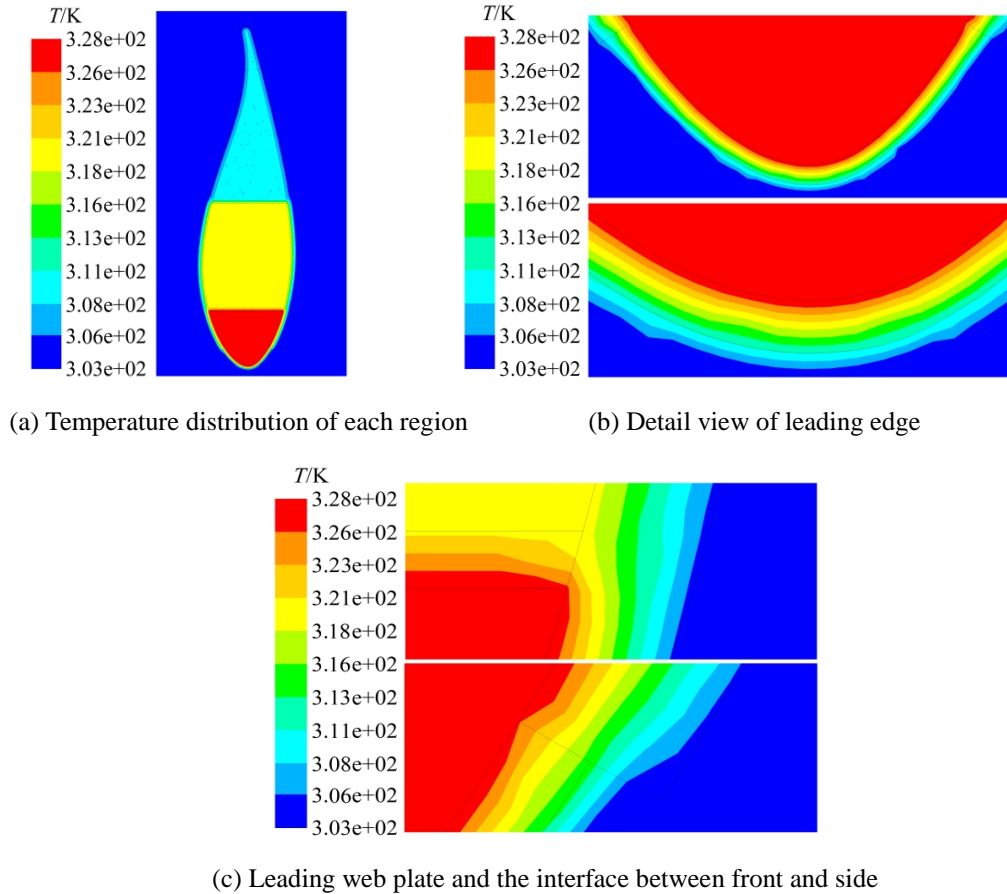 T/K
3.28e+02
3.26e+02
3.23e+02
3.21e+02
3.18e+02
3.16e+02
3.13e+02
3.11e+02
3.08e+02
3.06e+02
3.03e+02
(a) Temperature distribution of each region
T/K
3.28e+02
3.26e+02
3.23e+02
3.21e+02
3.18e+02
3.16e+02
3.13e+02
3.11e+02
3.08e+02
3.06e+02
3.03e+02
(b) Detail view of leading edge
T/K
3.28e+02
3.26e+02
3.23e+02
3.21e+02
3.18e+02
3.16e+02
3.13e+02
3.11e+02
3.08e+02
3.06e+02
3.03e+02
(c) Leading web plate and the interface between front and side